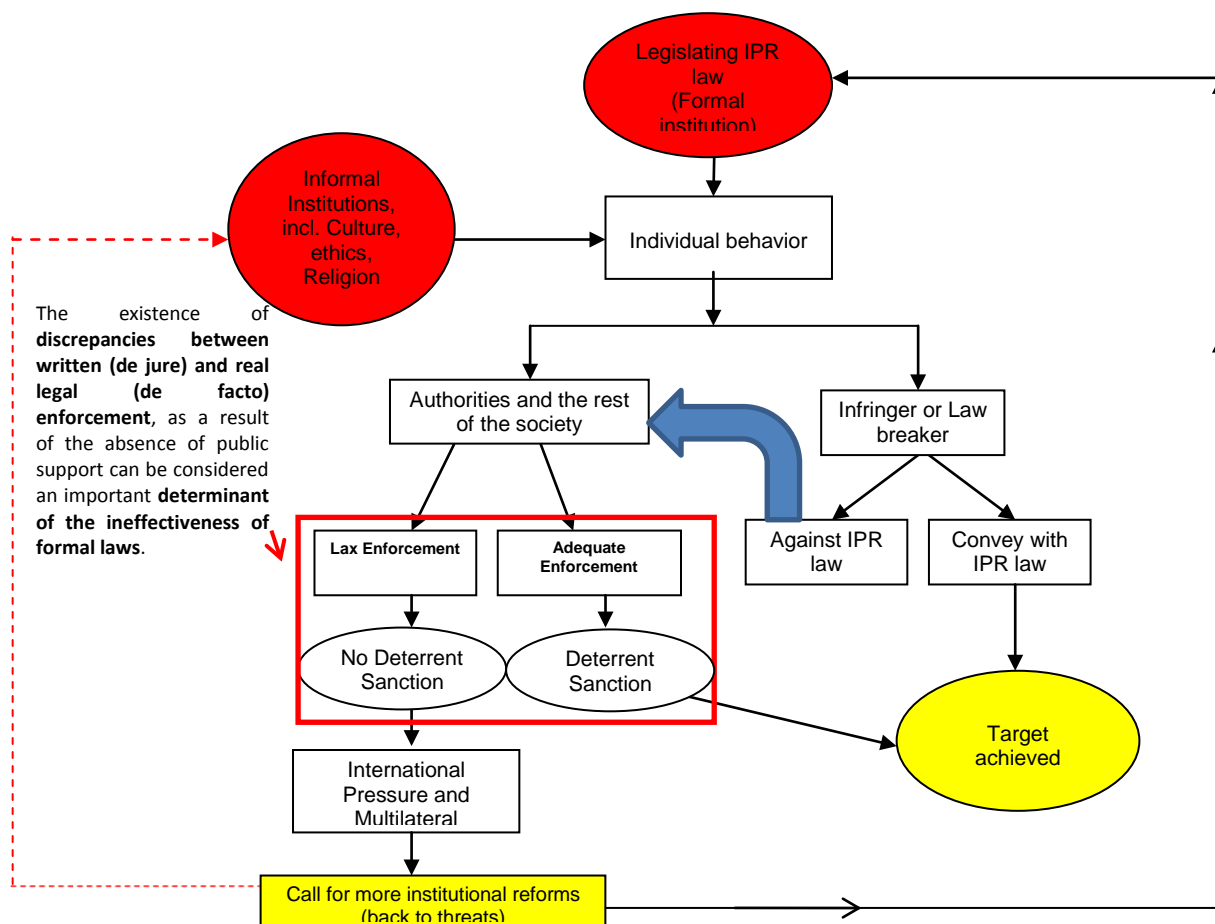 Legislating IPR
law
(Formal
institution)
Informal
Institutions,
incl. Culture,
ethics,
Religion
Individual behavior
The existence of
discrepancies between
written (de jure) and real
legal (de facto)
enforcement, as a result
of the absence of public
support can be considered
an important determinant
of the ineffectiveness of
formal laws.
Authorities and the rest
of the society
Infringer or Law
breaker
Lax Enforcement
Adequate
Enforcement
Against IPR
law
Convey with
IPR law
No Deterrent
Sanction
Deterrent
Sanction
Target
achieved
International
Pressure and
Multilateral
Call for more institutional reforms
(back to threats)